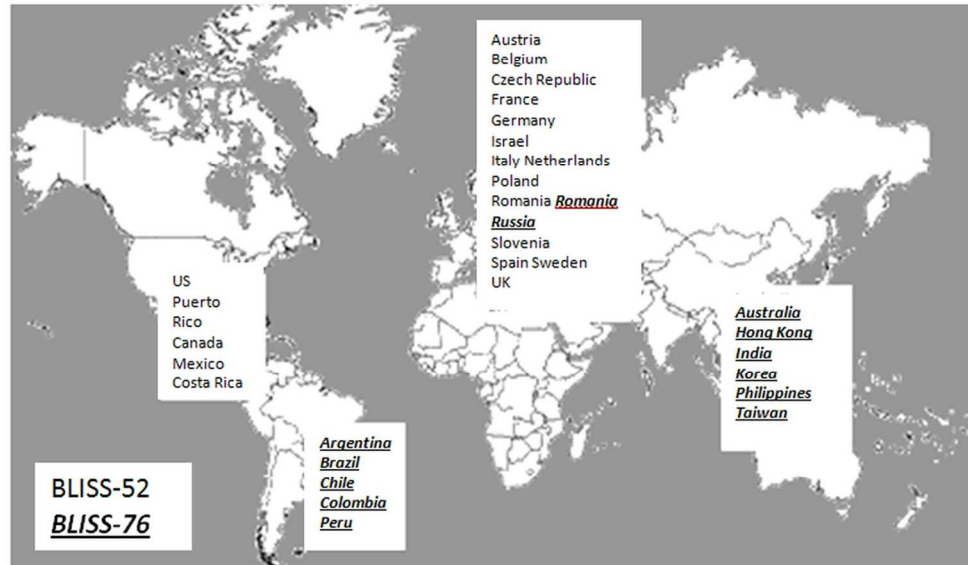 Austria
Belgium
Czech Republic
France
Germany
Israel
Italy Netherlands
Poland
Romania Romania
Russia
Slovenia
Spain Sweden
UK
US
Puerto
Rico
Canada
Mexico
Costa Rica
Australia
Hong Kong
India
Korea
Philippines
Taiwan
Argentina
Brazil
Chile
Colombia
Peru
BLISS-52
BLISS-76